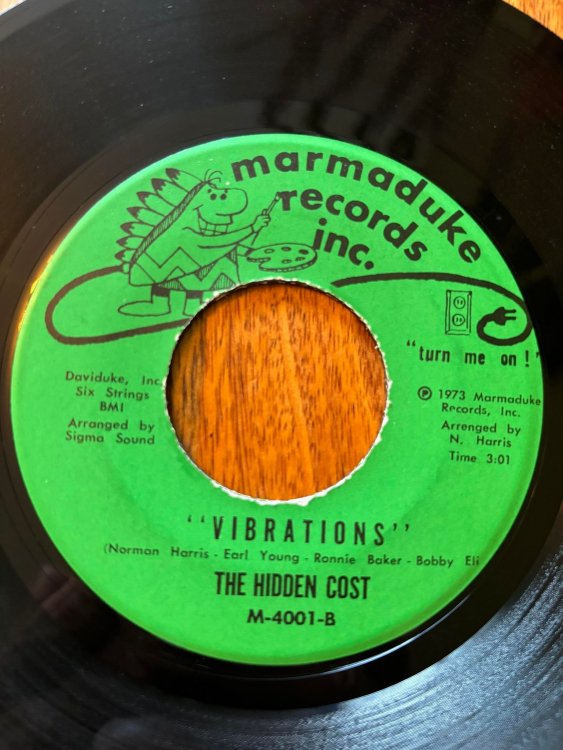 marmaduke
records
inc.
"turn me on!"
Daviduke, Inc.
Six Strings
BMI
Arranged by
Sigma Sound
℗ 1973 Marmaduke
Records, Inc.
Arrenged by
N. Harris
Time 3:01
"VIBRATIONS"
(Norman Harris - Earl Young - Ronnie Baker - Bobby Eli
THE HIDDEN COST
M-4001-B